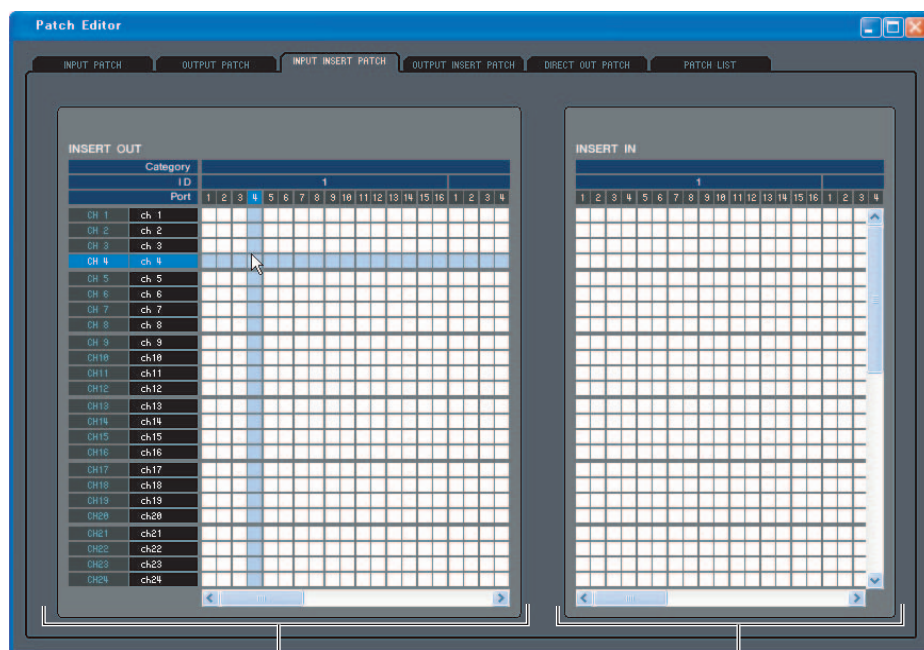 Patch Editor
INPUT PATCH OUTPUT PATCH INPUT INSERT PATCH OUTPUT INSERT PATCH DIRECT OUT PATCH PATCH LIST
INSERT OUT
Category
ID 1
Port 1 2 3 4 5 6 7 8 9 10 11 12 13 14 15 16 1 2 3 4
CH 1 ch 1
CH 2 ch 2
CH 3 ch 3
CH 4 ch 4
CH 5 ch 5
CH 6 ch 6
CH 7 ch 7
CH 8 ch 8
CH 9 ch 9
CH10 ch10
CH11 ch11
CH12 ch12
CH13 ch13
CH14 ch14
CH15 ch15
CH16 ch16
CH17 ch17
CH18 ch18
CH19 ch19
CH20 ch20
CH21 ch21
CH22 ch22
CH23 ch23
CH24 ch24
INSERT IN
1
1 2 3 4 5 6 7 8 9 10 11 12 13 14 15 16 1 2 3 4